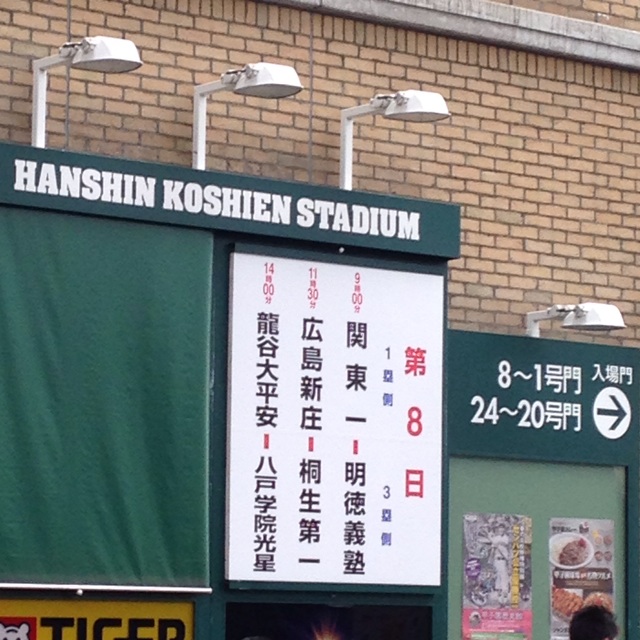 HANSHIN KOSHIEN STADIUM
第8日
1塁側 3塁側
9時00分 関東一-明徳義塾
11時30分 広島新庄-桐生第一
14時00分 龍谷大平安-八戸学院光星
8〜1号門 入場門
24〜20号門
TIGER